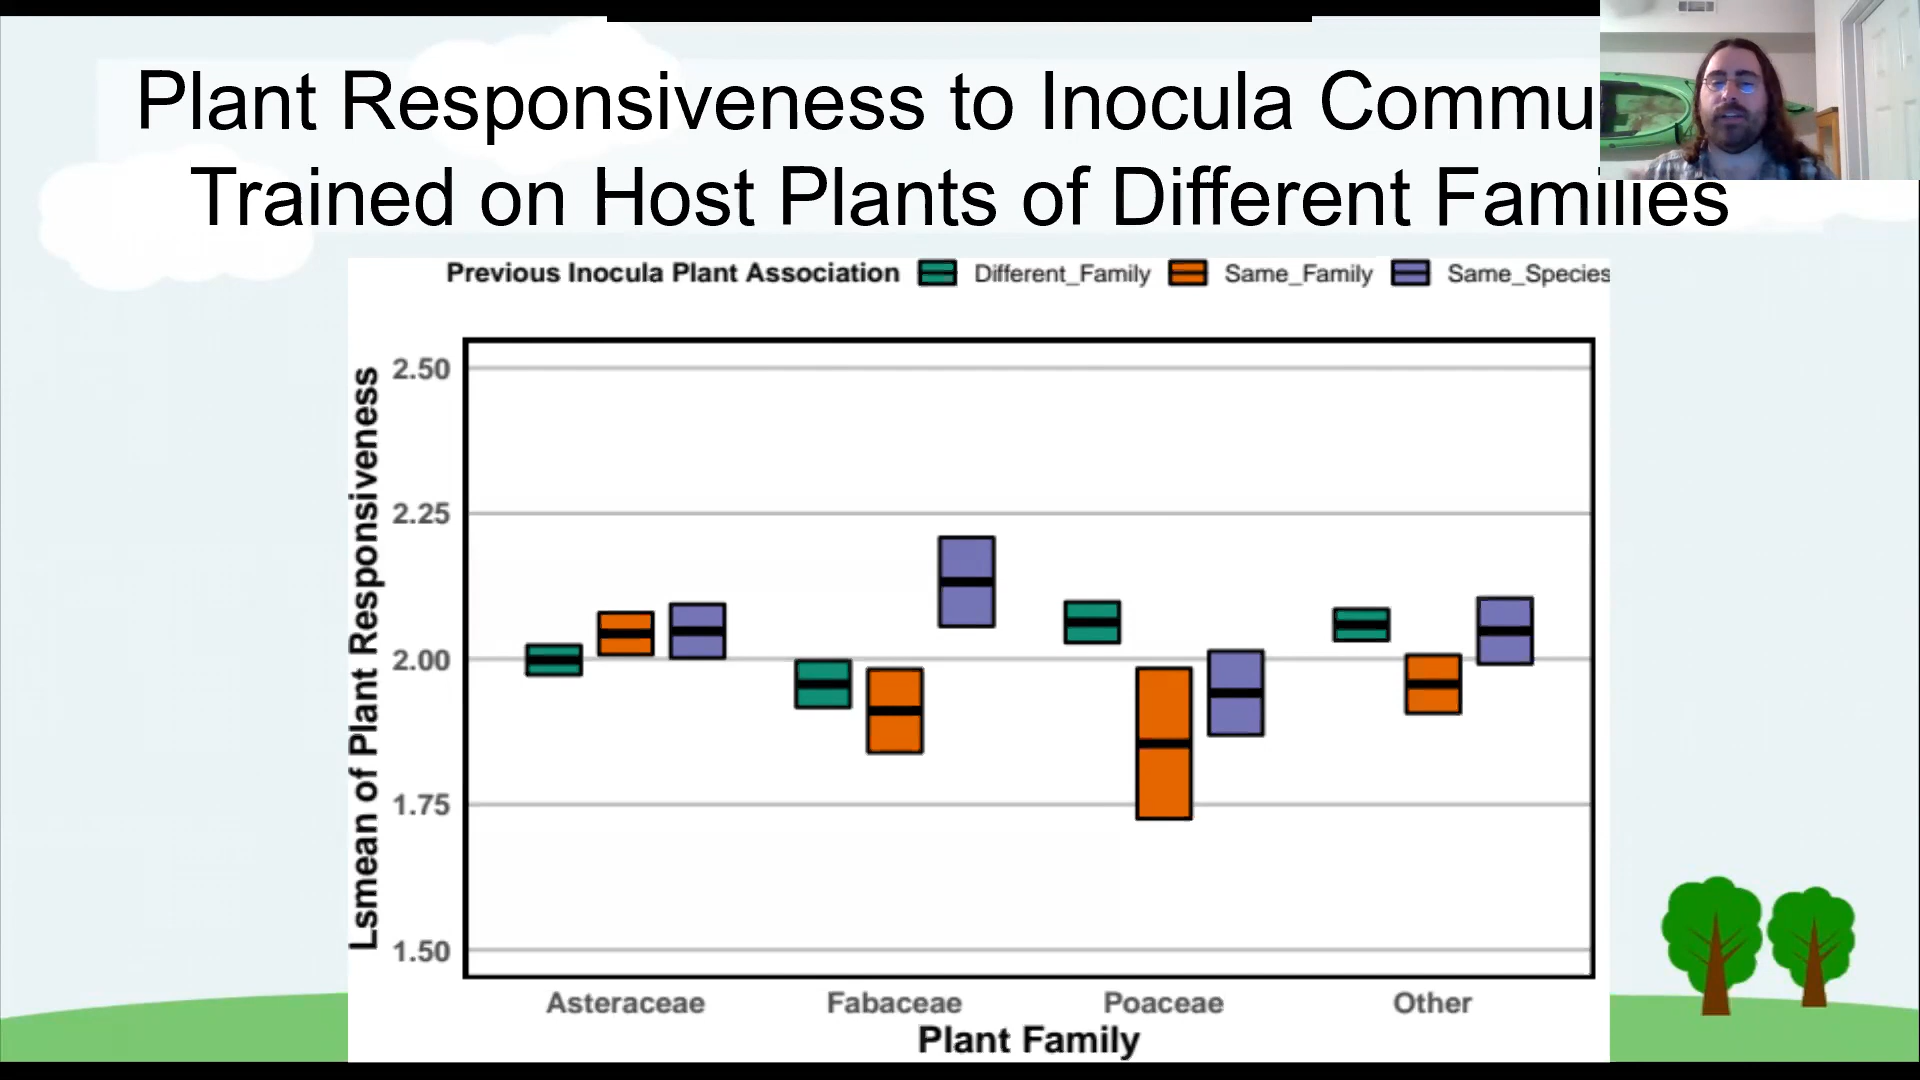 Plant Responsiveness to Inocula Commu
Trained on Host Plants of Different Families
Previous Inocula Plant Association Different_Family Same_Family Same_Species
Lsmean of Plant Responsiveness
2.50
2.25
2.00
1.75
1.50
Asteraceae Fabaceae Poaceae Other
Plant Family